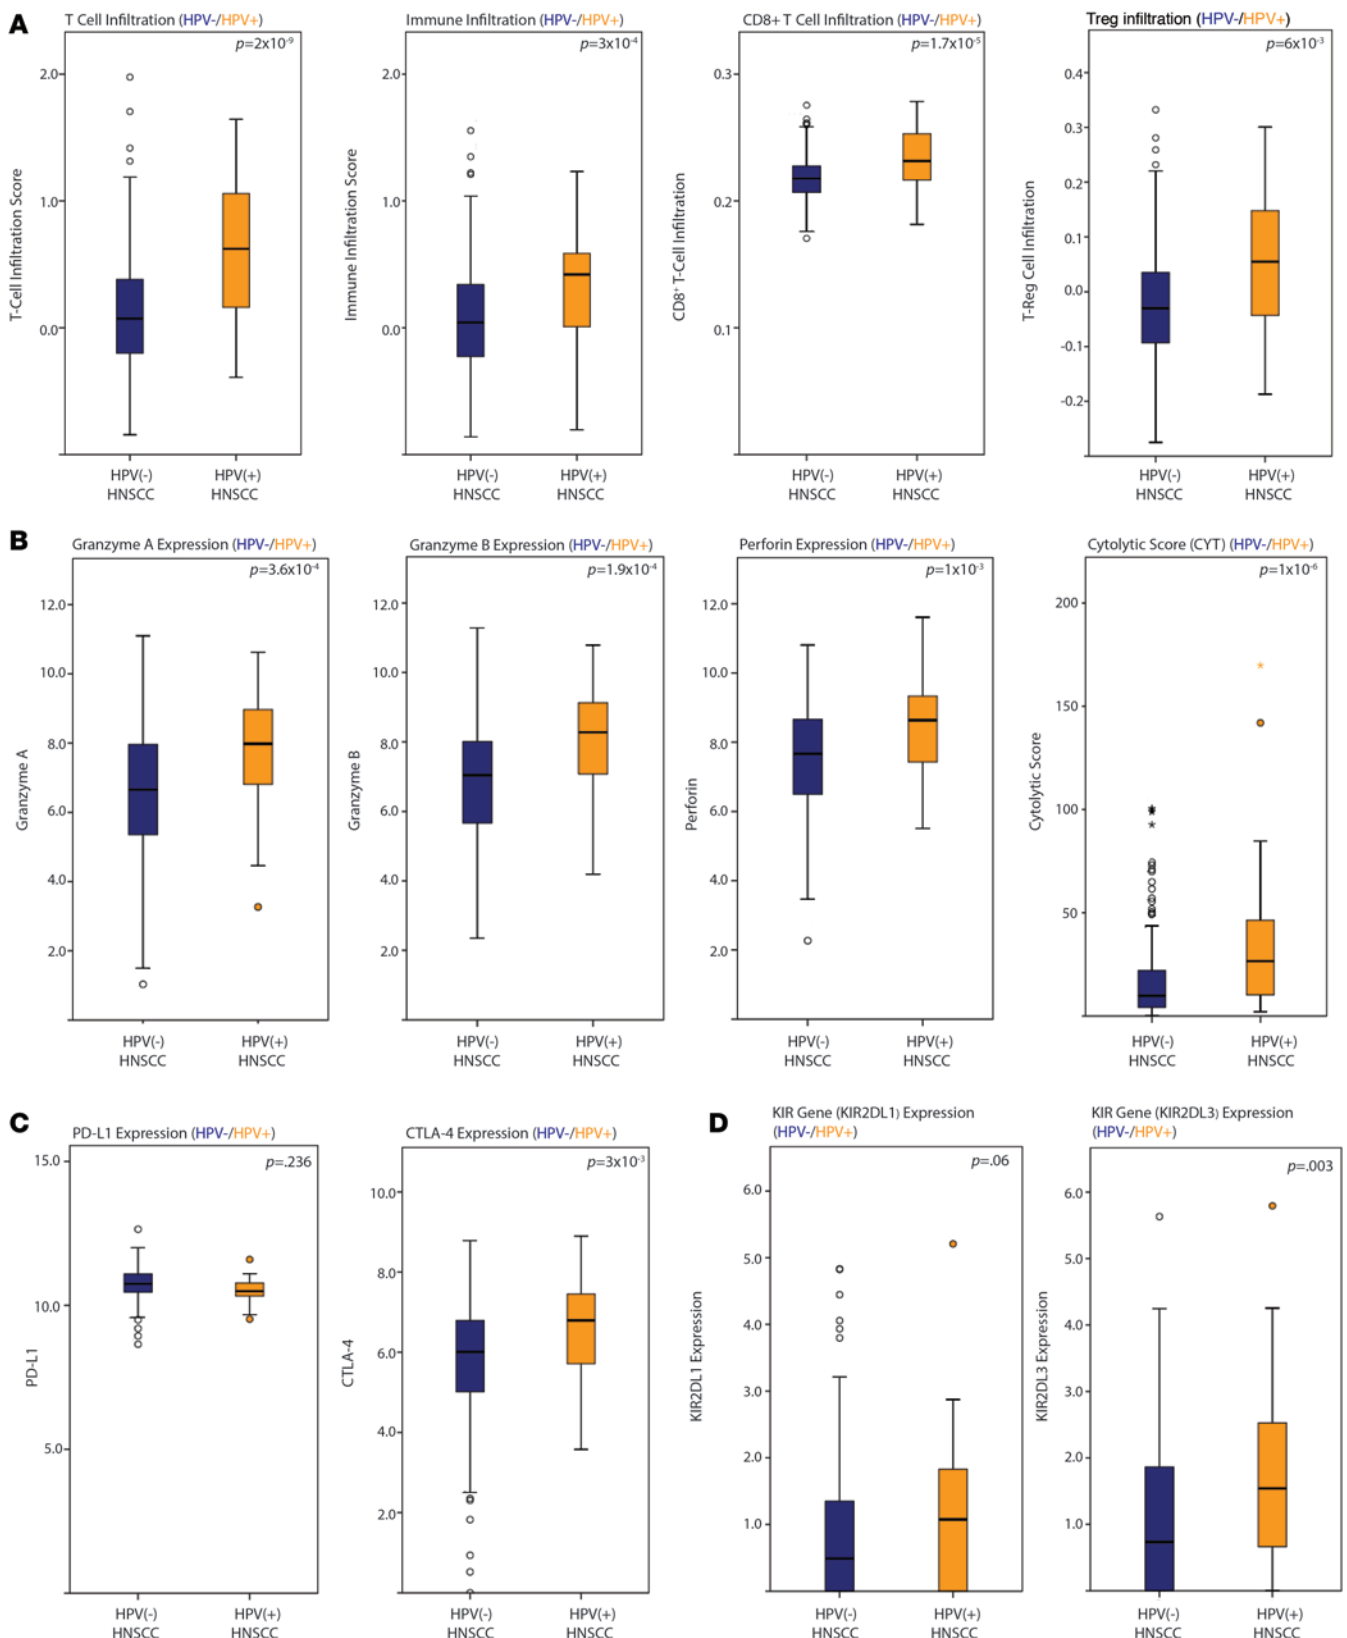 A
T Cell Infiltration (HPV-/HPV+)
p=2x10⁻⁹
2.0
1.0
0.0
T-Cell Infiltration Score
HPV(-)
HNSCC
HPV(+)
HNSCC
Immune Infiltration (HPV-/HPV+)
p=3x10⁻⁴
2.0
1.0
0.0
Immune Infiltration Score
HPV(-)
HNSCC
HPV(+)
HNSCC
CD8+ T Cell Infiltration (HPV-/HPV+)
p=1.7x10⁻⁵
0.3
0.2
0.1
CD8⁺ T-Cell Infiltration
HPV(-)
HNSCC
HPV(+)
HNSCC
Treg infiltration (HPV-/HPV+)
p=6x10⁻³
0.4
0.3
0.2
0.1
0.0
-0.1
-0.2
T-Reg Cell Infiltration
HPV(-)
HNSCC
HPV(+)
HNSCC
B
Granzyme A Expression (HPV-/HPV+)
p=3.6x10⁻⁴
12.0
10.0
8.0
6.0
4.0
2.0
Granzyme A
HPV(-)
HNSCC
HPV(+)
HNSCC
Granzyme B Expression (HPV-/HPV+)
p=1.9x10⁻⁴
12.0
10.0
8.0
6.0
4.0
2.0
Granzyme B
HPV(-)
HNSCC
HPV(+)
HNSCC
Perforin Expression (HPV-/HPV+)
p=1x10⁻³
12.0
10.0
8.0
6.0
4.0
2.0
Perforin
HPV(-)
HNSCC
HPV(+)
HNSCC
Cytolytic Score (CYT) (HPV-/HPV+)
p=1x10⁻⁶
200
150
100
50
Cytolytic Score
HPV(-)
HNSCC
HPV(+)
HNSCC
C
PD-L1 Expression (HPV-/HPV+)
p=.236
15.0
10.0
5.0
PD-L1
HPV(-)
HNSCC
HPV(+)
HNSCC
CTLA-4 Expression (HPV-/HPV+)
p=3x10⁻³
10.0
8.0
6.0
4.0
2.0
CTLA-4
HPV(-)
HNSCC
HPV(+)
HNSCC
D
KIR Gene (KIR2DL1) Expression
(HPV-/HPV+)
p=.06
6.0
5.0
4.0
3.0
2.0
1.0
KIR2DL1 Expression
HPV(-)
HNSCC
HPV(+)
HNSCC
KIR Gene (KIR2DL3) Expression
(HPV-/HPV+)
p=.003
6.0
5.0
4.0
3.0
2.0
1.0
KIR2DL3 Expression
HPV(-)
HNSCC
HPV(+)
HNSCC